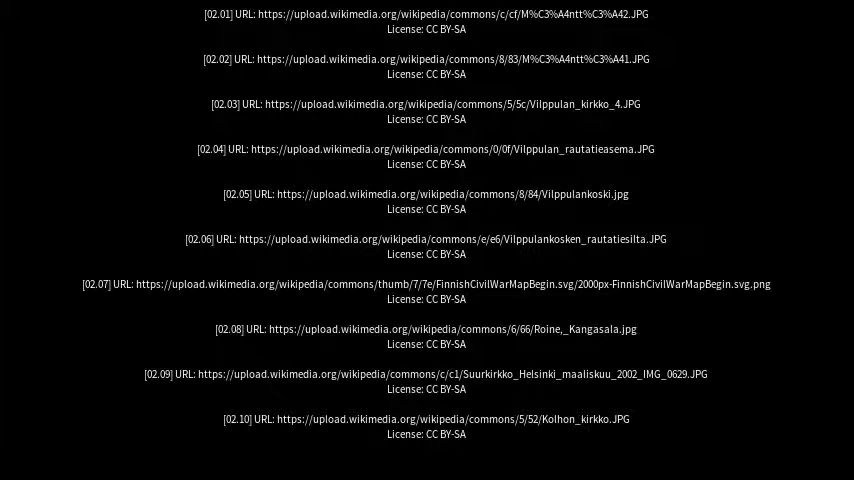 [02.01] URL: https://upload.wikimedia.org/wikipedia/commons/c/cf/M%C3%A4ntt%C3%A42.JPG
License: CC BY-SA
[02.02] URL: https://upload.wikimedia.org/wikipedia/commons/8/83/M%C3%A4ntt%C3%A41.JPG
License: CC BY-SA
[02.03] URL: https://upload.wikimedia.org/wikipedia/commons/5/5c/Vilppulan_kirkko_4.JPG
License: CC BY-SA
[02.04] URL: https://upload.wikimedia.org/wikipedia/commons/0/0f/Vilppulan_rautatieasema.JPG
License: CC BY-SA
[02.05] URL: https://upload.wikimedia.org/wikipedia/commons/8/84/Vilppulankoski.jpg
License: CC BY-SA
[02.06] URL: https://upload.wikimedia.org/wikipedia/commons/e/e6/Vilppulankosken_rautatiesilta.JPG
License: CC BY-SA
[02.07] URL: https://upload.wikimedia.org/wikipedia/commons/thumb/7/7e/FinnishCivilWarMapBegin.svg/2000px-FinnishCivilWarMapBegin.svg.png
License: CC BY-SA
[02.08] URL: https://upload.wikimedia.org/wikipedia/commons/6/66/Roine,_Kangasala.jpg
License: CC BY-SA
[02.09] URL: https://upload.wikimedia.org/wikipedia/commons/c/c1/Suurkirkko_Helsinki_maaliskuu_2002_IMG_0629.JPG
License: CC BY-SA
[02.10] URL: https://upload.wikimedia.org/wikipedia/commons/5/52/Kolhon_kirkko.JPG
License: CC BY-SA